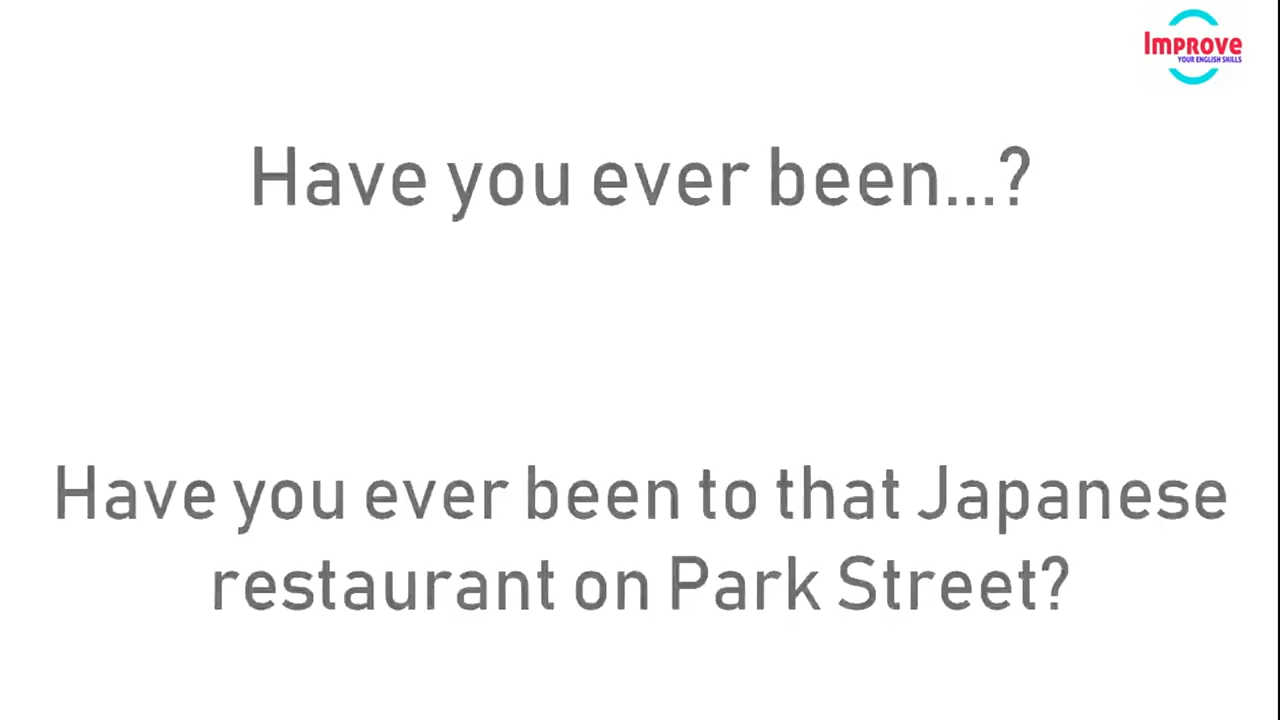 Improve
YOUR ENGLISH SKILLS
Have you ever been...?
Have you ever been to that Japanese
restaurant on Park Street?